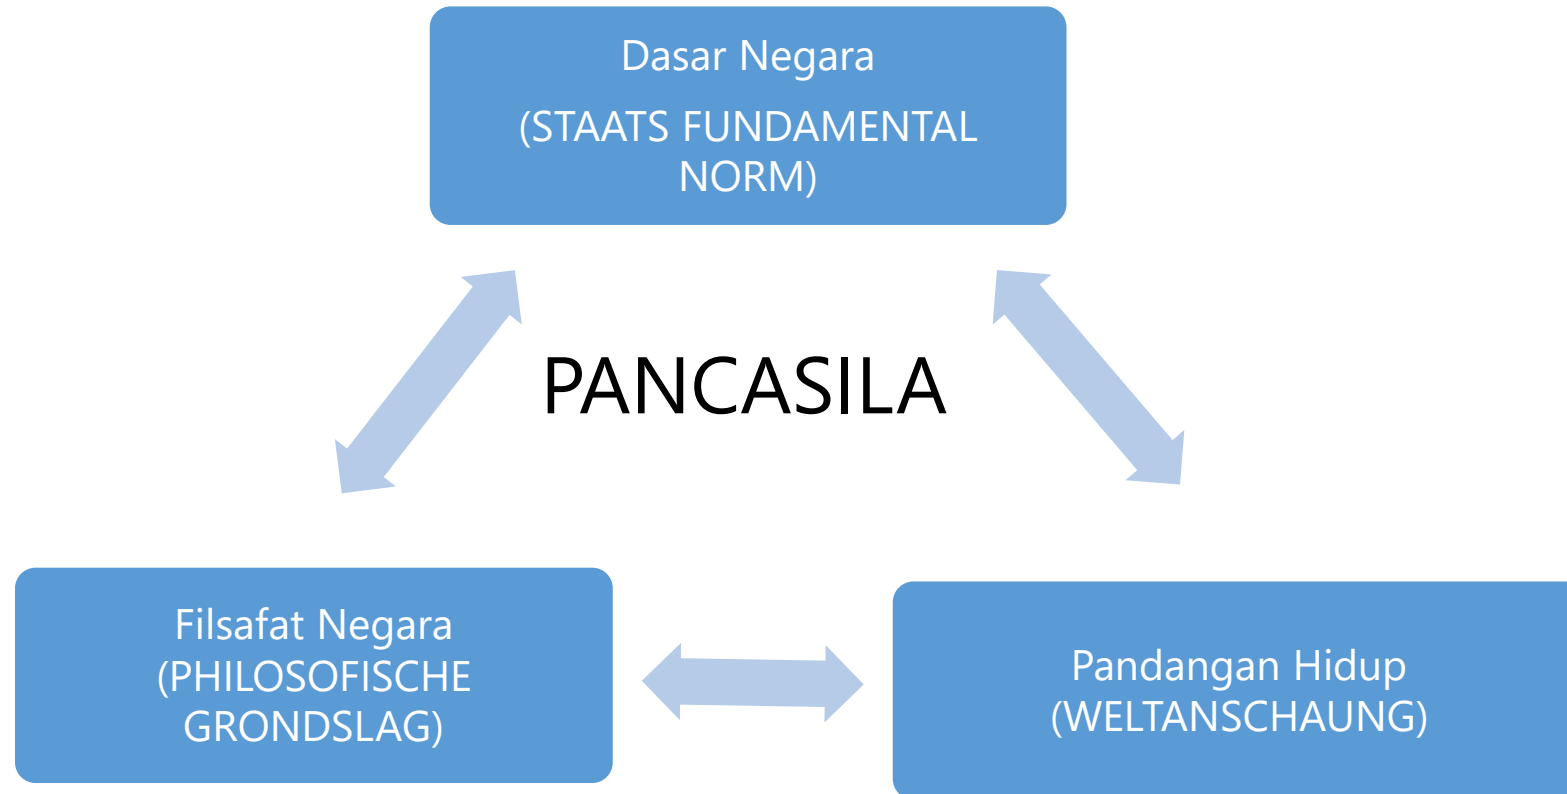 Dasar Negara
(STAATS FUNDAMENTAL
NORM)
PANCASILA
Filsafat Negara
(PHILOSOFISCHE
GRONDSLAG)
Pandangan Hidup
(WELTANSCHAUNG)